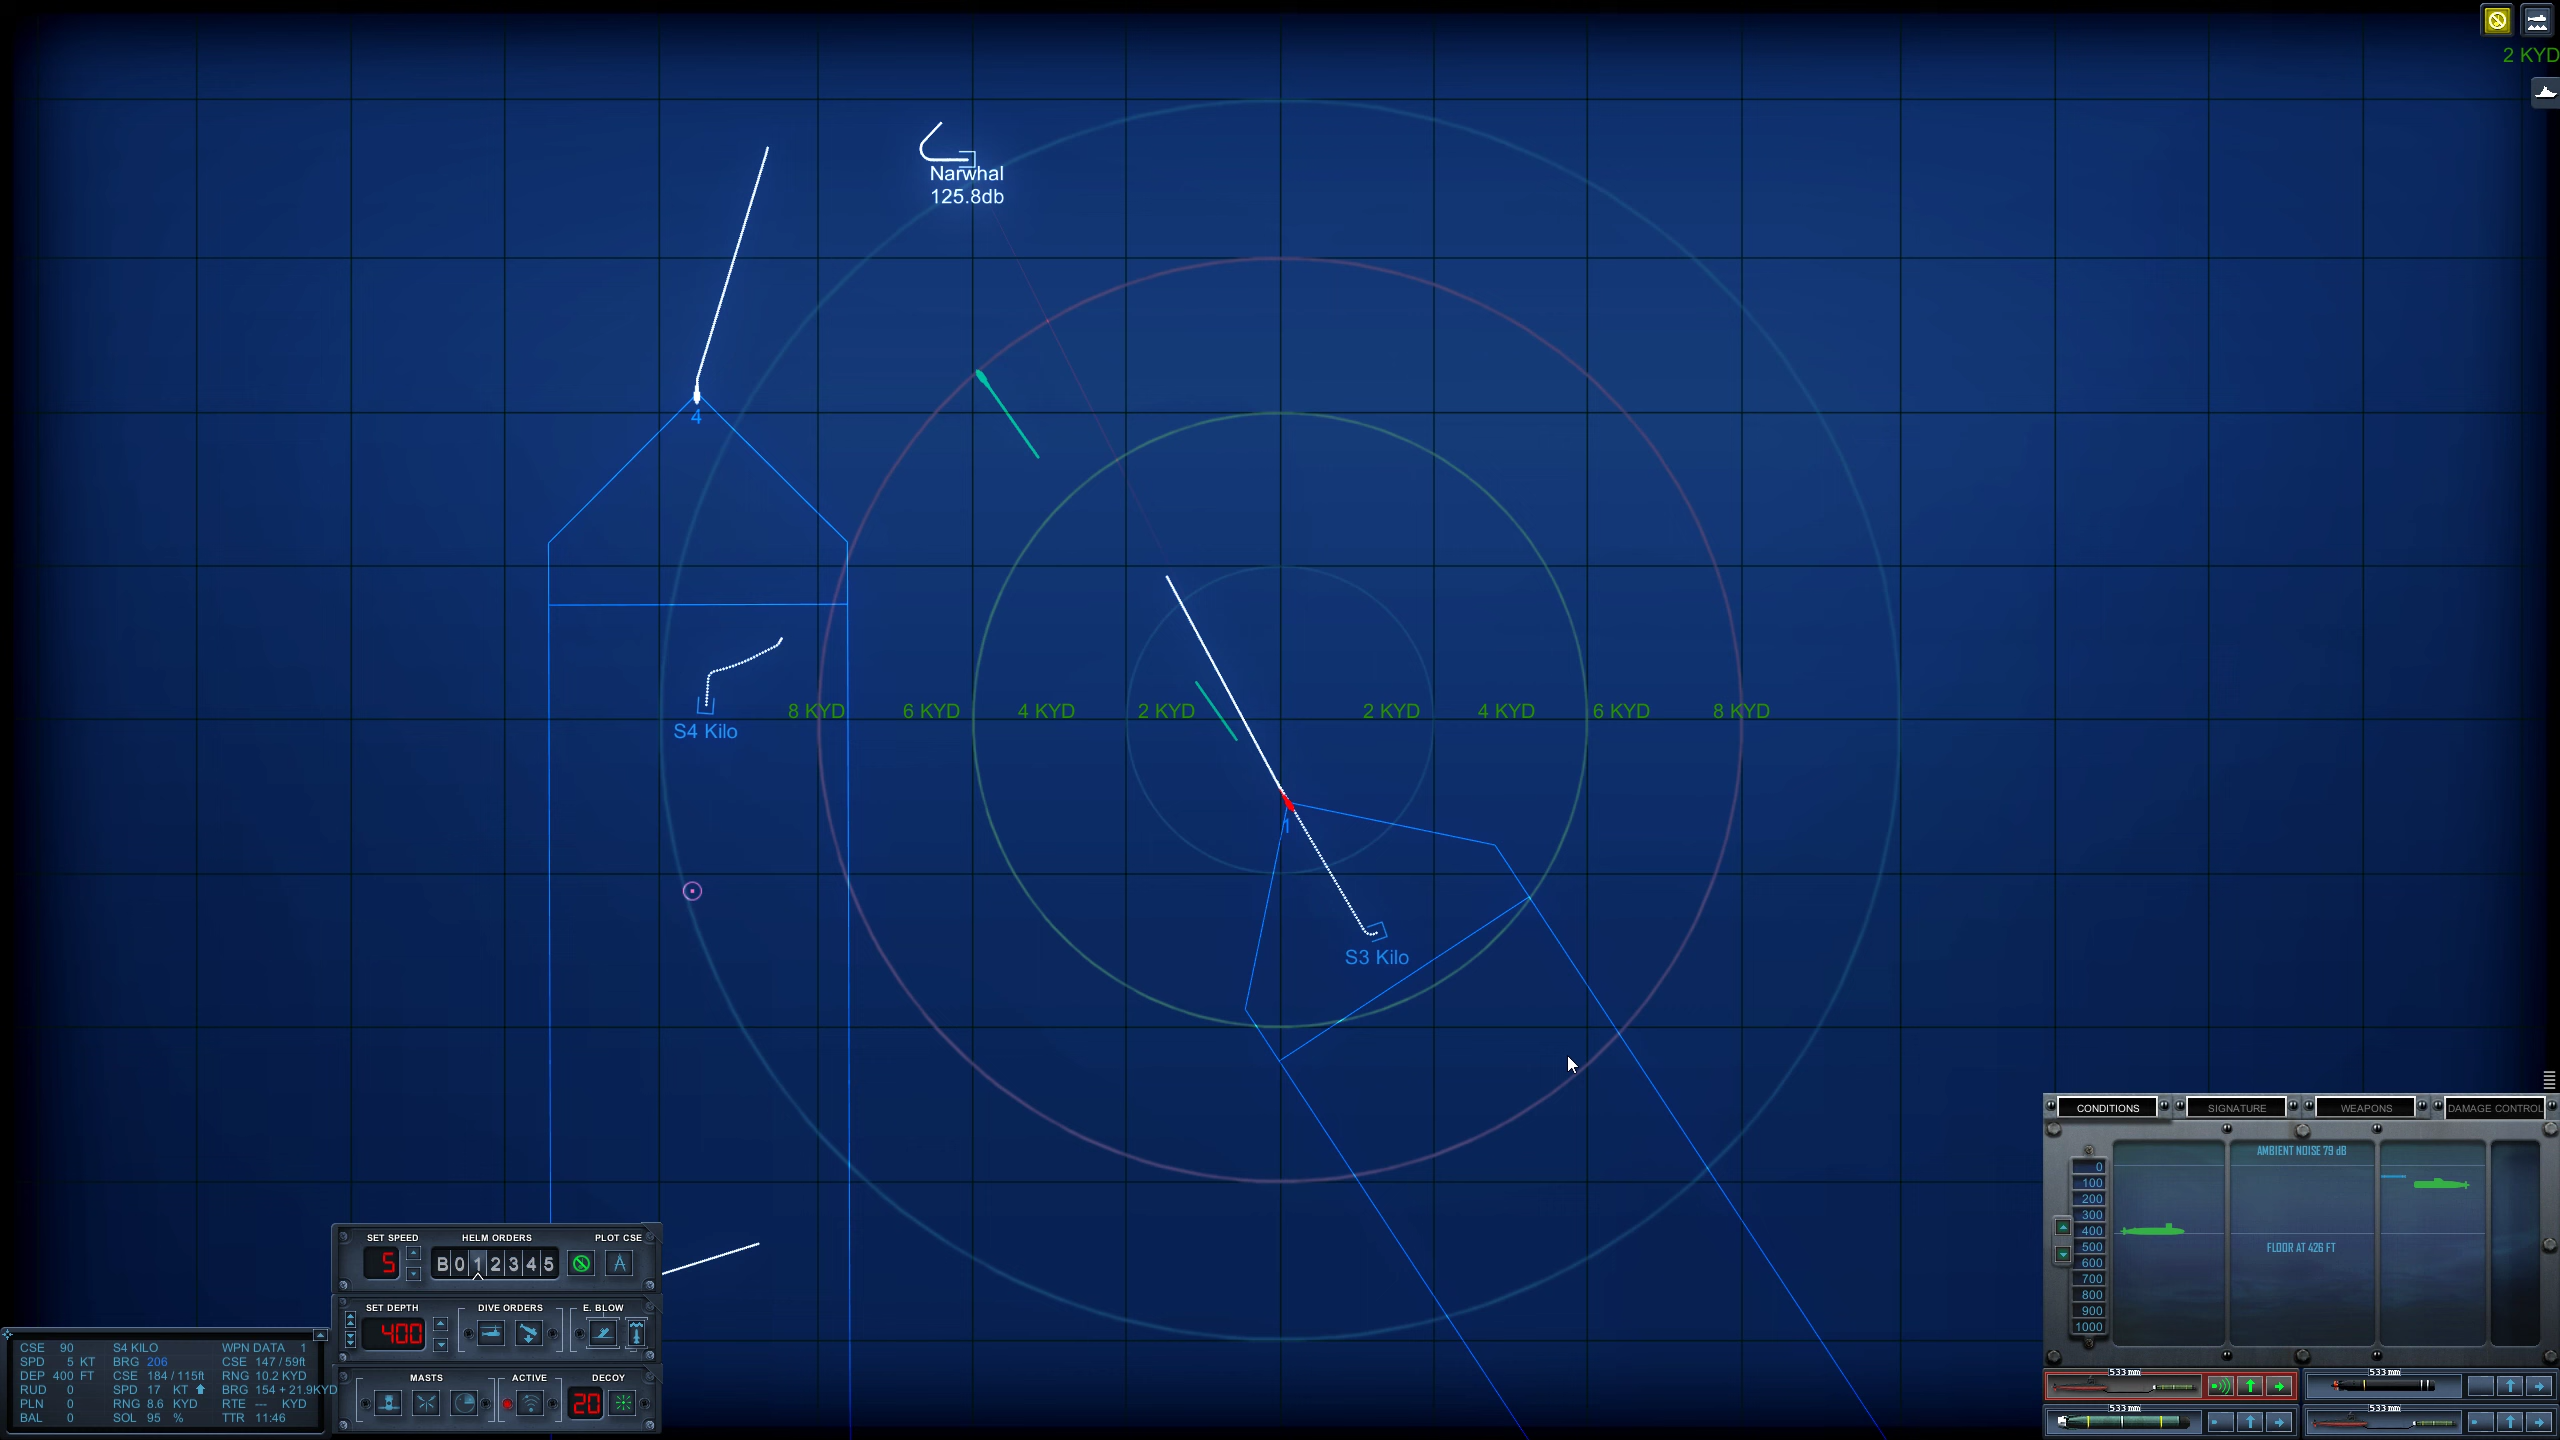 2 KYD
Narwhal
125.8db
4
8 KYD
6 KYD
4 KYD
2 KYD
2 KYD
4 KYD
6 KYD
8 KYD
S4 Kilo
1
S3 Kilo
SET SPEED
HELM ORDERS
PLOT CSE
5
B 0 1 2 3 4 5
SET DEPTH
DIVE ORDERS
E. BLOW
400
MASTS
ACTIVE
DECOY
20
CSE 90
SPD 5 KT
DEP 400 FT
RUD 0
PLN 0
BAL 0
S4 KILO
BRG 206
CSE 184 / 115ft
SPD 17 KT
RNG 8.6 KYD
SOL 95 %
WPN DATA 1
CSE 147 / 59ft
RNG 10.2 KYD
BRG 154 + 21.9KYD
RTE --- KYD
TTR 11:46
CONDITIONS
SIGNATURE
WEAPONS
DAMAGE CONTROL
AMBIENT NOISE 79 dB
FLOOR AT 426 FT
0
100
200
300
400
500
600
700
800
900
1000
533 mm
533 mm
533 mm
533 mm